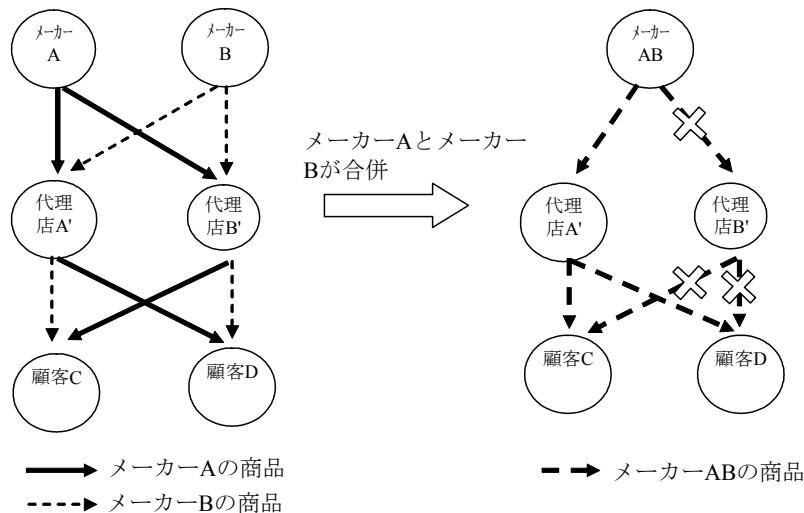 メーカー
A
メーカー
B
メーカー
AB
メーカーAとメーカー
Bが合併
代理
店A'
代理
店B'
代理
店A'
代理
店B'
顧客C
顧客D
顧客C
顧客D
メーカーAの商品
メーカーBの商品
メーカーABの商品